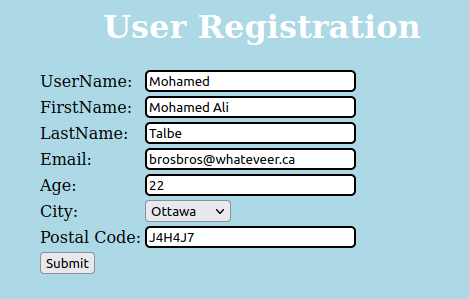 User Registration
UserName: Mohamed
FirstName: Mohamed Ali
LastName: Talbe
Email: brosbros@whateveer.ca
Age: 22
City: Ottawa
Postal Code: J4H4J7
Submit